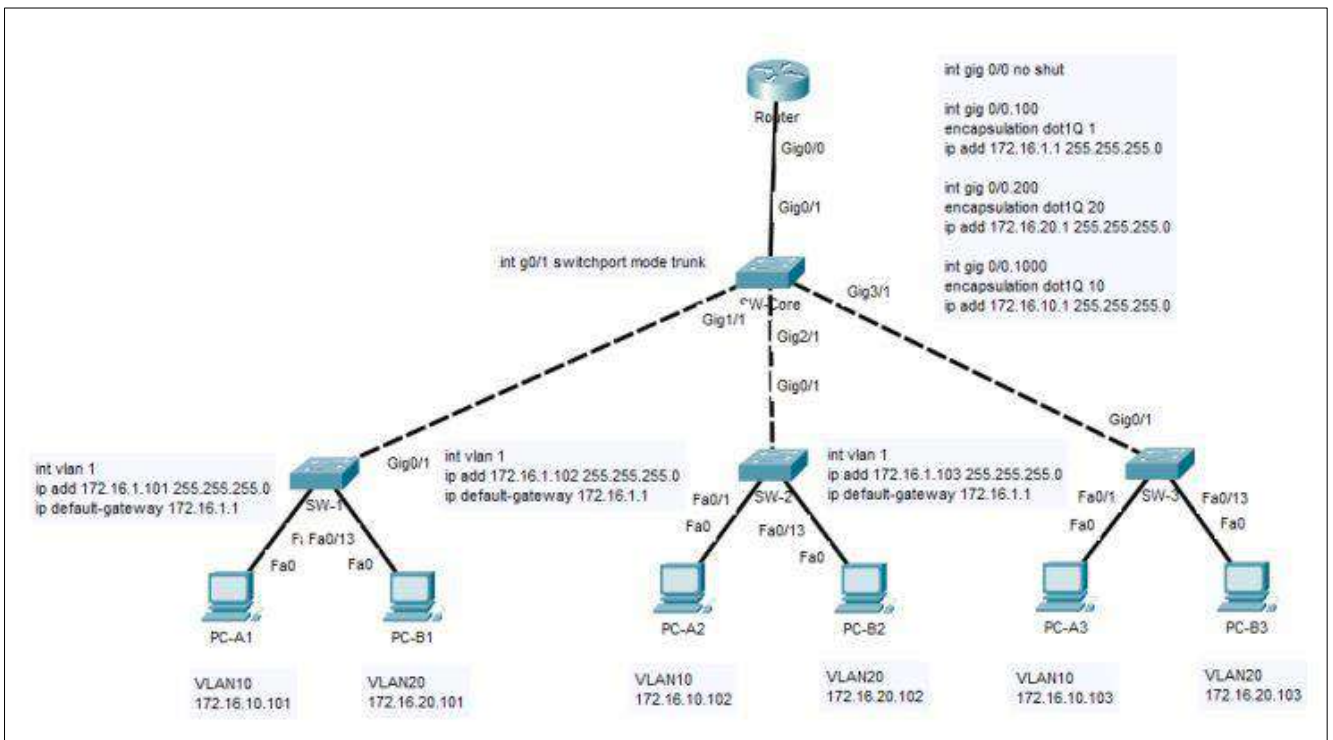 int gig 0/0 no shut
int gig 0/0.100
encapsulation dot1Q 1
ip add 172.16.1.1 255.255.255.0
int gig 0/0.200
encapsulation dot1Q 20
ip add 172.16.20.1 255.255.255.0
int gig 0/0.1000
encapsulation dot1Q 10
ip add 172.16.10.1 255.255.255.0
Router
Gig0/0
Gig0/1
int g0/1 switchport mode trunk
SW-Core
Gig1/1
Gig2/1
Gig3/1
Gig0/1
Gig0/1
Gig0/1
int vlan 1
ip add 172.16.1.101 255.255.255.0
ip default-gateway 172.16.1.1
SW-1
int vlan 1
ip add 172.16.1.102 255.255.255.0
ip default-gateway 172.16.1.1
SW-2
int vlan 1
ip add 172.16.1.103 255.255.255.0
ip default-gateway 172.16.1.1
SW-3
Fa0/13
Fa0
Fa0
Fa0/1
Fa0
Fa0/13
Fa0
Fa0/1
Fa0
Fa0/13
Fa0
PC-A1
PC-B1
PC-A2
PC-B2
PC-A3
PC-B3
VLAN10
172.16.10.101
VLAN20
172.16.20.101
VLAN10
172.16.10.102
VLAN20
172.16.20.102
VLAN10
172.16.10.103
VLAN20
172.16.20.103